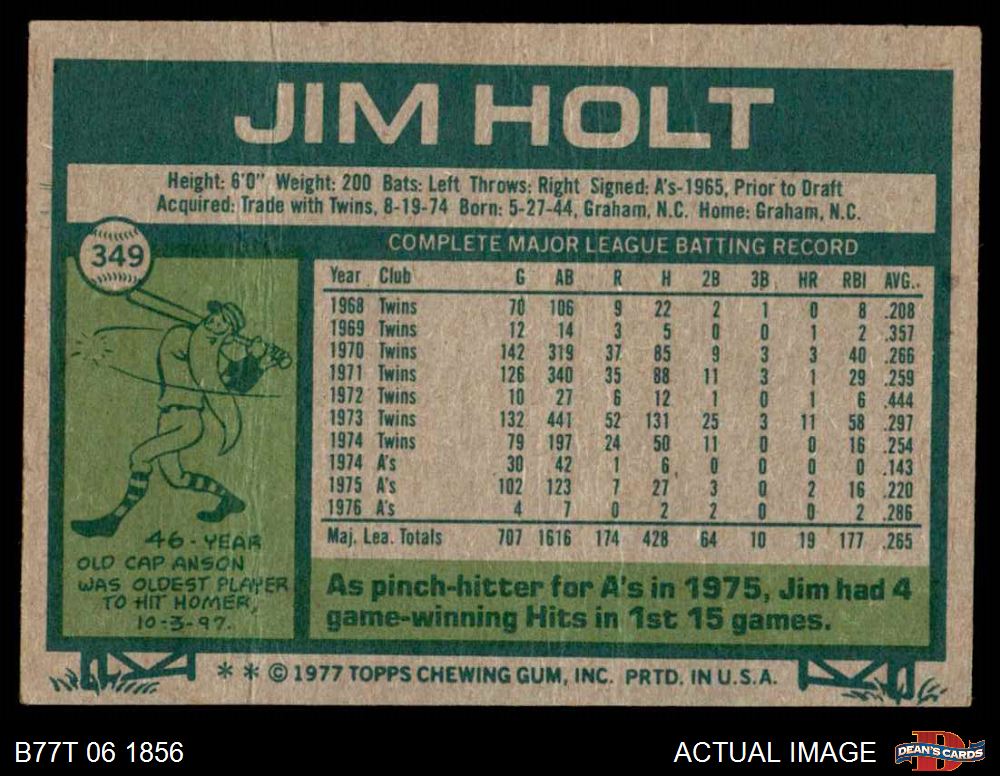 JIM HOLT
Height: 6'0" Weight: 200 Bats: Left Throws: Right Signed: A's-1965, Prior to Draft
Acquired: Trade with Twins, 8-19-74 Born: 5-27-44, Graham, N.C. Home: Graham, N.C.
349
COMPLETE MAJOR LEAGUE BATTING RECORD
Year Club G AB R H 2B 3B HR RBI AVG..
1968 Twins 70 106 9 22 2 1 0 8 .208
1969 Twins 12 14 3 5 0 0 1 2 .357
1970 Twins 142 319 37 85 9 3 3 40 .266
1971 Twins 126 340 35 88 11 3 1 29 .259
1972 Twins 10 27 6 12 1 0 1 6 .444
1973 Twins 132 441 52 131 25 3 11 58 .297
1974 Twins 79 197 24 50 11 0 0 16 .254
1974 A's 30 42 1 6 0 0 0 0 .143
1975 A's 102 123 7 27 3 0 2 16 .220
1976 A's 4 7 0 2 2 0 0 2 .286
Maj. Lea. Totals 707 1616 174 428 64 10 19 177 .265
46-YEAR
OLD CAP ANSON
WAS OLDEST PLAYER
TO HIT HOMER,
10-3-97.
As pinch-hitter for A's in 1975, Jim had 4
game-winning Hits in 1st 15 games.
* * © 1977 TOPPS CHEWING GUM, INC. PRTD. IN U.S.A.
B77T 06 1856
ACTUAL IMAGE
D
DEAN'S CARDS